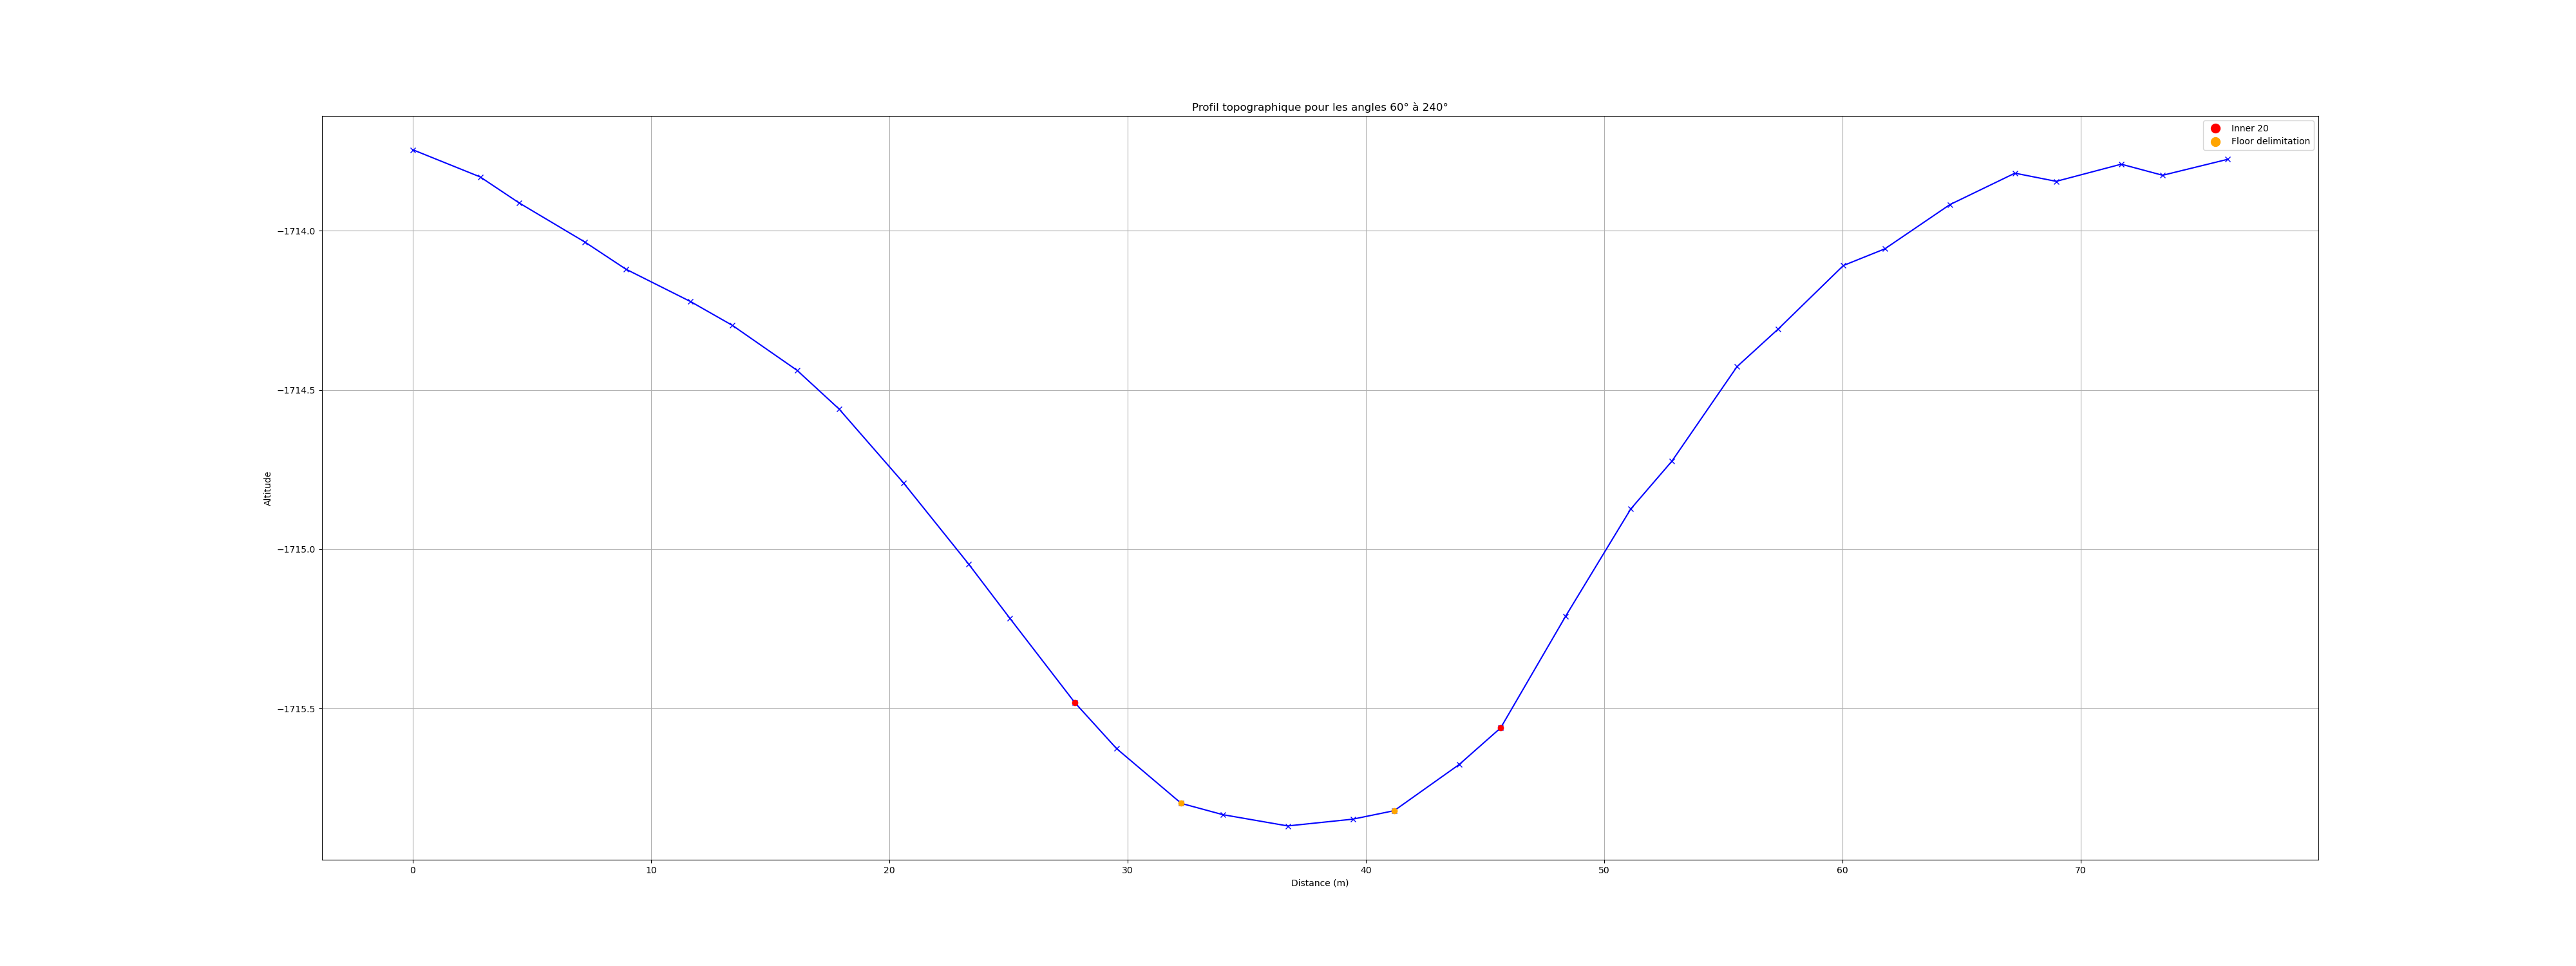 Profil topographique pour les angles 60° à 240°
Inner 20
Floor delimitation
−1714.0
−1714.5
−1715.0
−1715.5
Altitude
0 10 20 30 40 50 60 70
Distance (m)